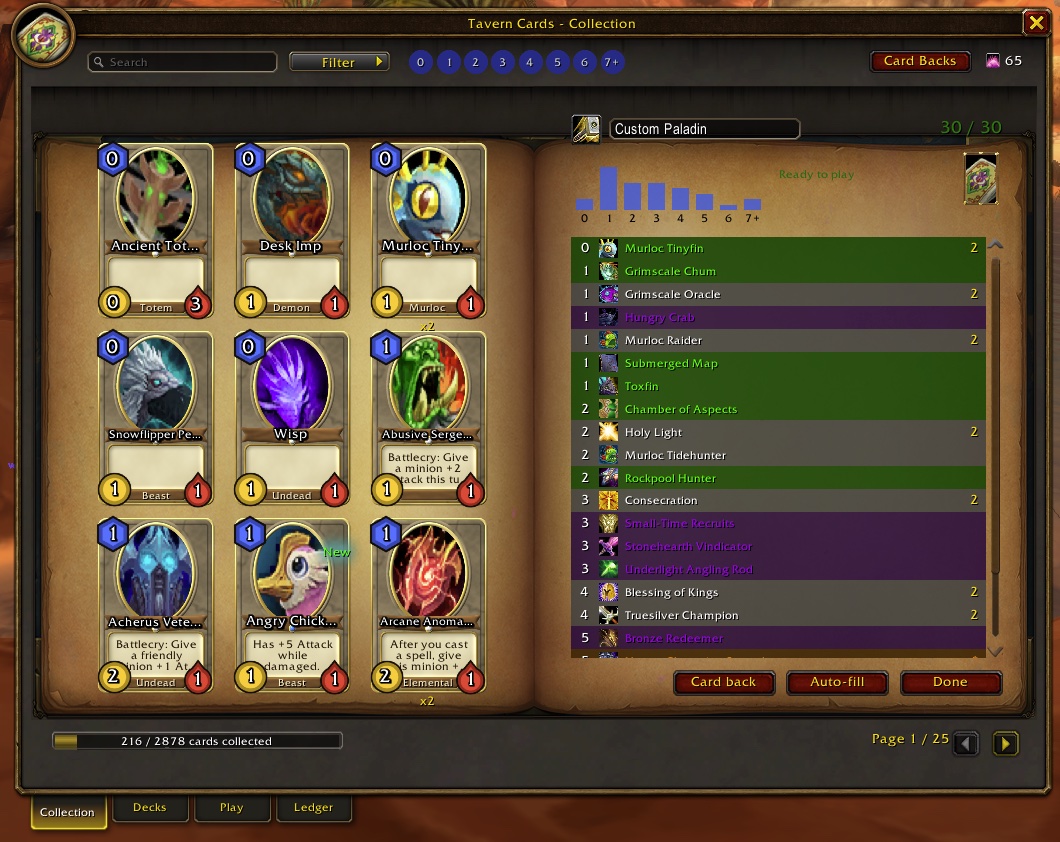 Tavern Cards - Collection
Search
Filter
0 1 2 3 4 5 6 7+
Card Backs
65
Custom Paladin
30 / 30
Ready to play
0 1 2 3 4 5 6 7+
0
Ancient Tot...
0
Totem
3
0
Desk Imp
1
Demon
1
0
Murloc Tiny...
1
Murloc
1
x2
0
Snowflipper Pe...
1
Beast
1
0
Wisp
1
Undead
1
1
Abusive Serge...
Battlecry: Give
a minion +2
tack this tu
1
1
1
Acherus Vete...
Battlecry: Give
a friendly
inion +1 At
2
Undead
1
1
Angry Chick...
New
Has +5 Attack
while
damaged.
1
Beast
1
1
Arcane Anoma...
After you cast
a spell, give
is minion +
2
Elemental
1
x2
0 Murloc Tinyfin 2
1 Grimscale Chum
1 Grimscale Oracle 2
1 Hungry Crab
1 Murloc Raider 2
1 Submerged Map
1 Toxfin
2 Chamber of Aspects
2 Holy Light 2
2 Murloc Tidehunter
2 Rockpool Hunter
3 Consecration 2
3 Small-Time Recruits
3 Stonehearth Vindicator
3 Underlight Angling Rod
4 Blessing of Kings 2
4 Truesilver Champion 2
5 Bronze Redeemer
Card back
Auto-fill
Done
216 / 2878 cards collected
Page 1 / 25
Collection
Decks
Play
Ledger